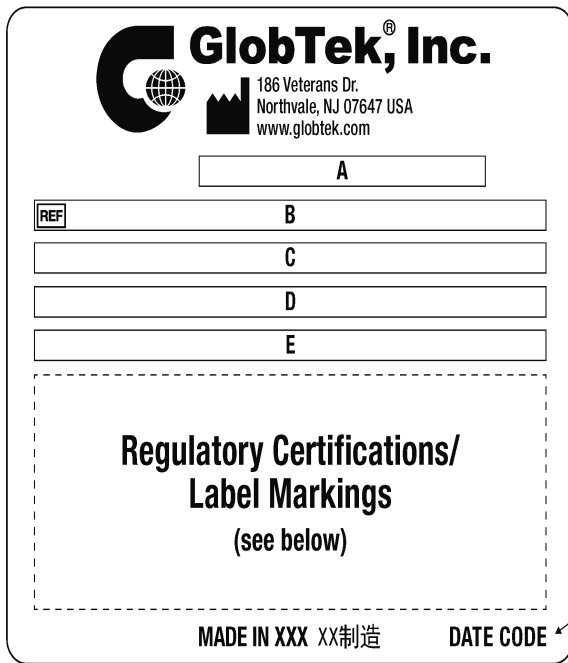 GlobTek,® Inc.
186 Veterans Dr.
Northvale, NJ 07647 USA
www.globtek.com
A
REF B
C
D
E
Regulatory Certifications/
Label Markings
(see below)
MADE IN XXX XX制造 DATE CODE